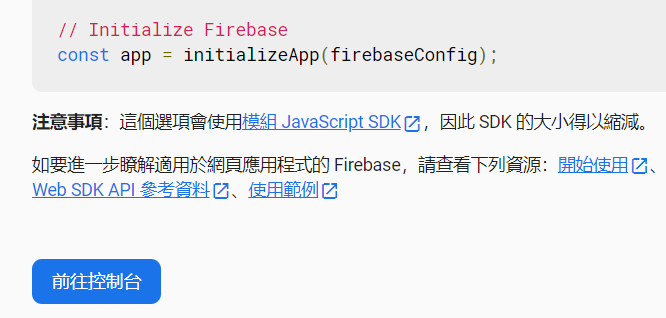 // Initialize Firebase
const app = initializeApp(firebaseConfig);
注意事項：這個選項會使用模組 JavaScript SDK，因此 SDK 的大小得以縮減。
如要進一步瞭解適用於網頁應用程式的 Firebase，請查看下列資源：開始使用、
Web SDK API 參考資料、使用範例
前往控制台